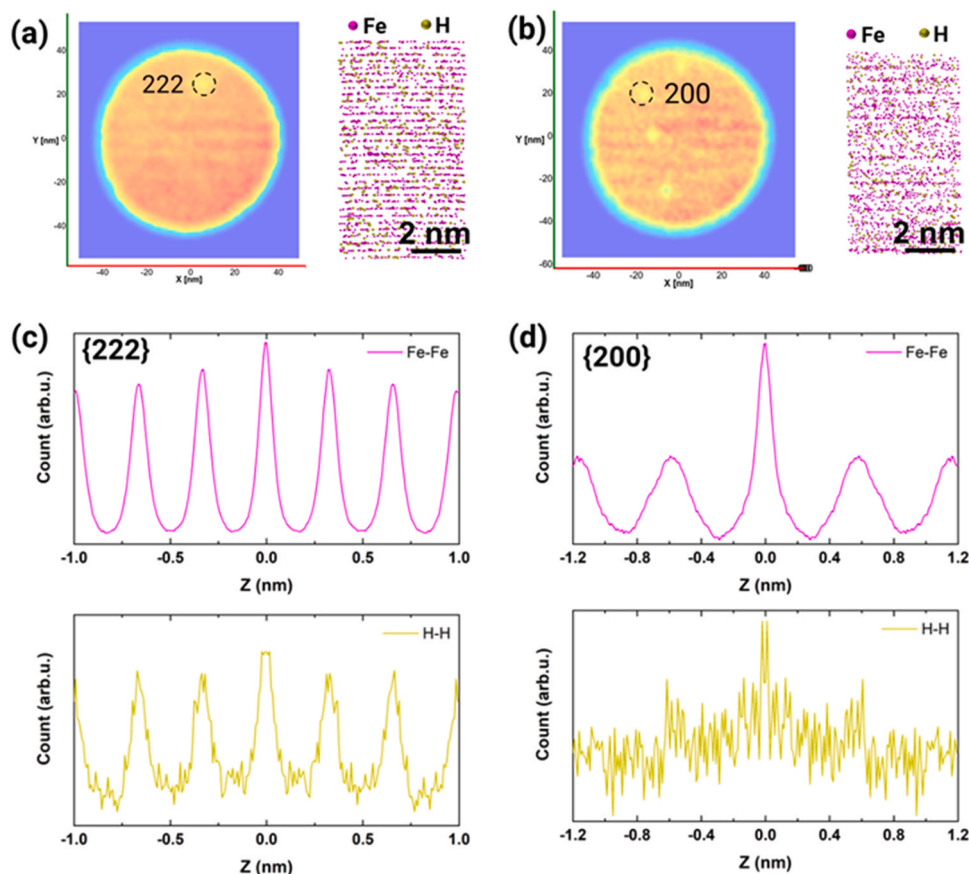 (a)
Fe H
222
40
20
Y [nm] 0
-20
-40
-40 -20 0 20 40
X [nm]
2 nm
(b)
Fe H
200
40
20
Y [nm] 0
-20
-40
-60
-40 -20 0 20 40
X [nm]
2 nm
(c)
{222}
Fe-Fe
Count (arb.u.)
-1.0 -0.5 0.0 0.5 1.0
Z (nm)
H-H
Count (arb.u.)
-1.0 -0.5 0.0 0.5 1.0
Z (nm)
(d)
{200}
Fe-Fe
Count (arb.u.)
-1.2 -0.8 -0.4 0.0 0.4 0.8 1.2
Z (nm)
H-H
Count (arb.u.)
-1.2 -0.8 -0.4 0.0 0.4 0.8 1.2
Z (nm)